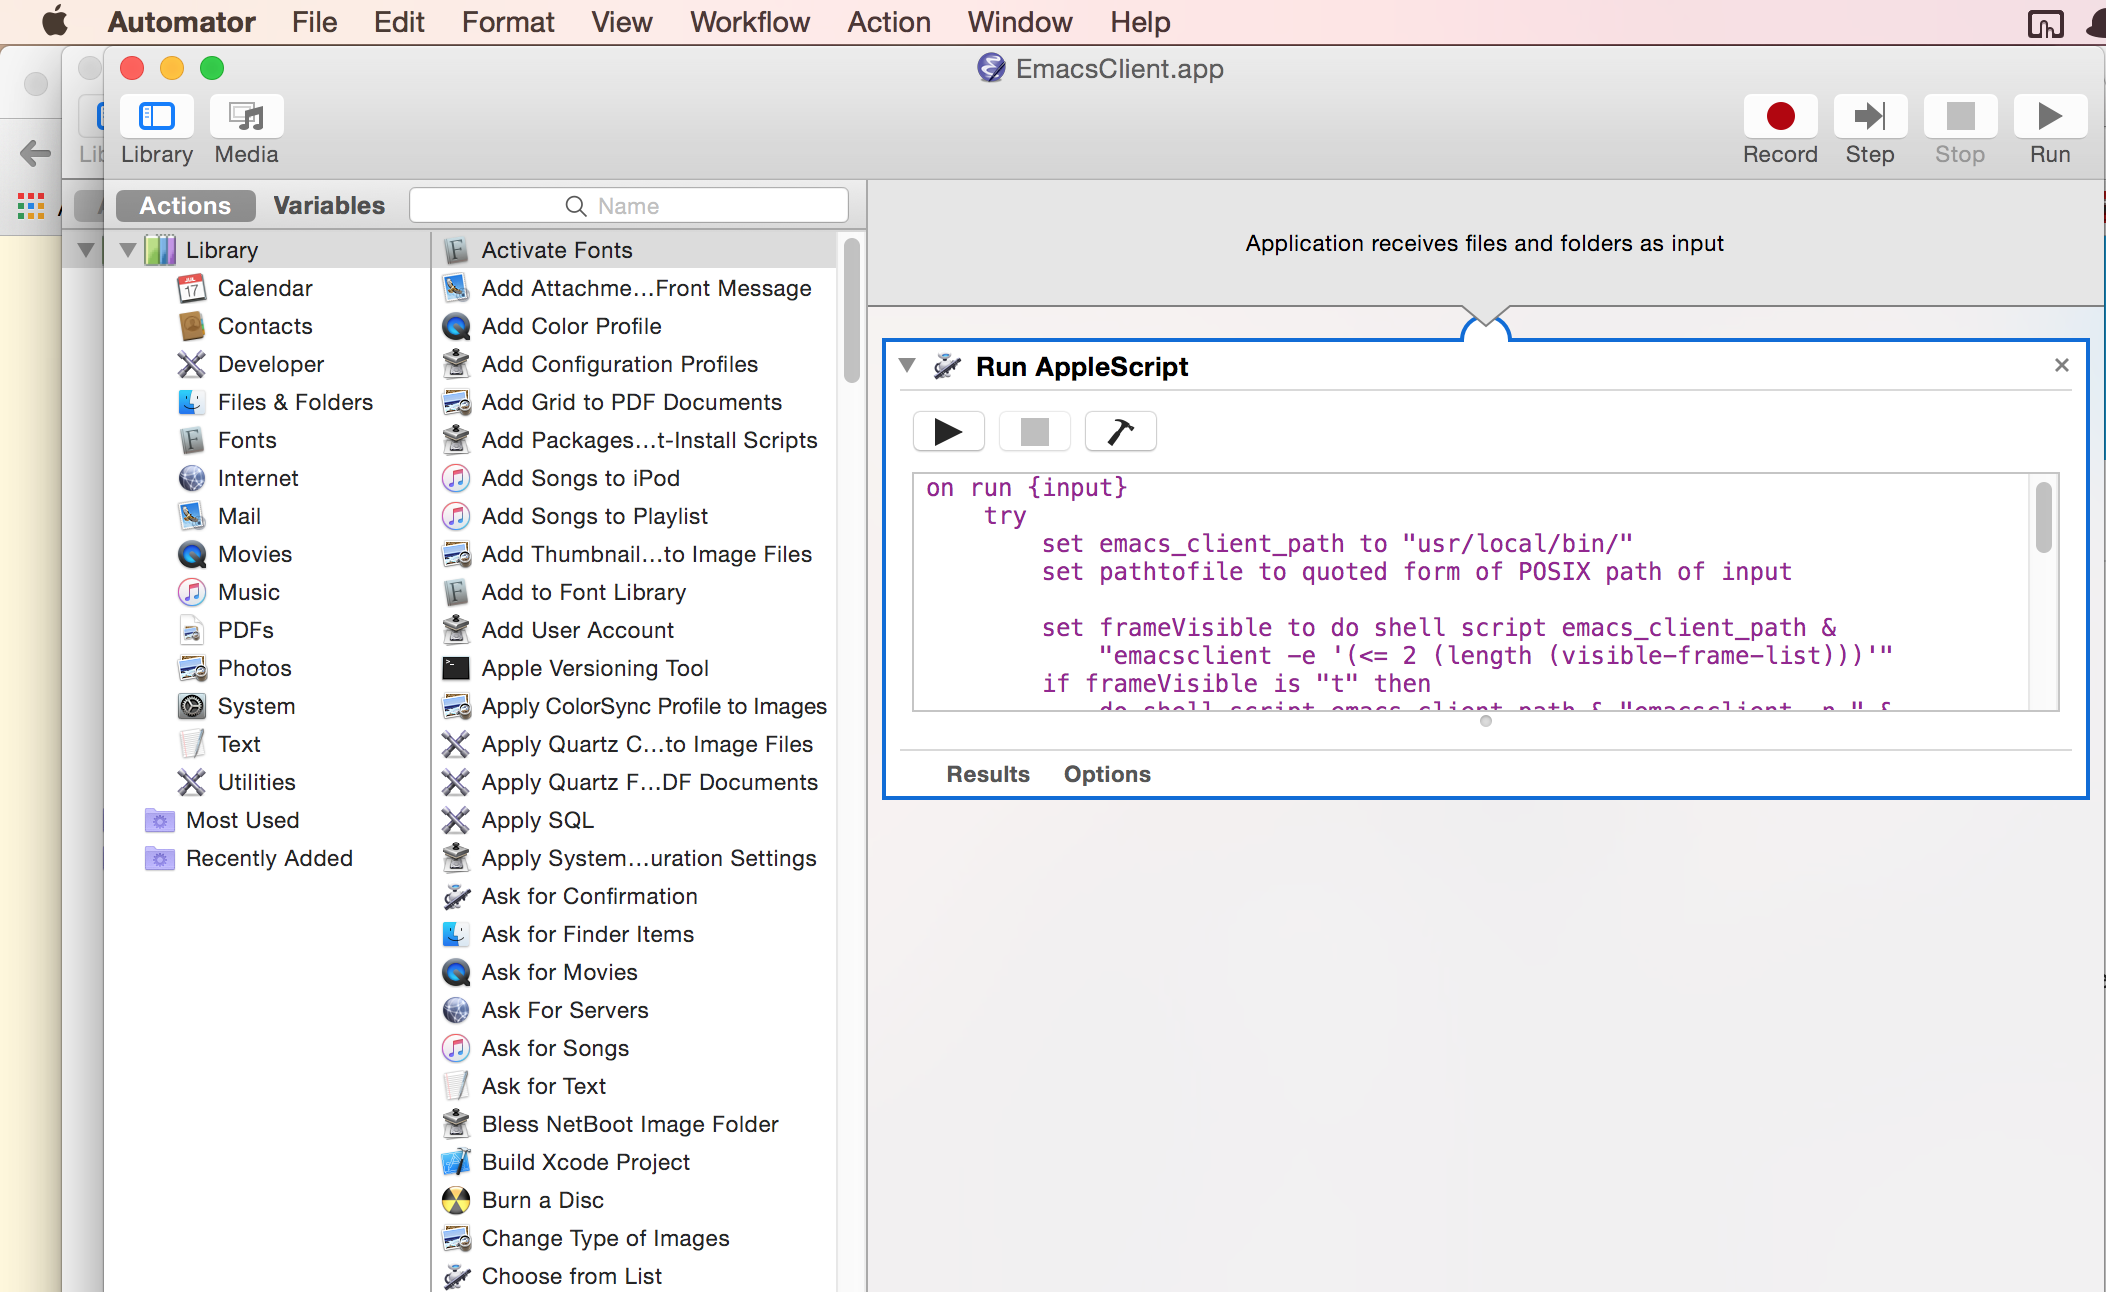 Automator File Edit Format View Workflow Action Window Help
EmacsClient.app
Library Media Record Step Stop Run
Actions Variables Name
Library
Calendar
Contacts
Developer
Files & Folders
Fonts
Internet
Mail
Movies
Music
PDFs
Photos
System
Text
Utilities
Most Used
Recently Added
Activate Fonts
Add Attachme...Front Message
Add Color Profile
Add Configuration Profiles
Add Grid to PDF Documents
Add Packages...t-Install Scripts
Add Songs to iPod
Add Songs to Playlist
Add Thumbnail...to Image Files
Add to Font Library
Add User Account
Apple Versioning Tool
Apply ColorSync Profile to Images
Apply Quartz C...to Image Files
Apply Quartz F...DF Documents
Apply SQL
Apply System...uration Settings
Ask for Confirmation
Ask for Finder Items
Ask for Movies
Ask For Servers
Ask for Songs
Ask for Text
Bless NetBoot Image Folder
Build Xcode Project
Burn a Disc
Change Type of Images
Choose from List
Application receives files and folders as input
Run AppleScript
on run {input}
try
set emacs_client_path to "usr/local/bin/"
set pathtofile to quoted form of POSIX path of input
set frameVisible to do shell script emacs_client_path &
"emacsclient -e '(<= 2 (length (visible-frame-list)))'"
if frameVisible is "t" then
do shell script emacs_client_path & "emacsclient -n " &
Results Options